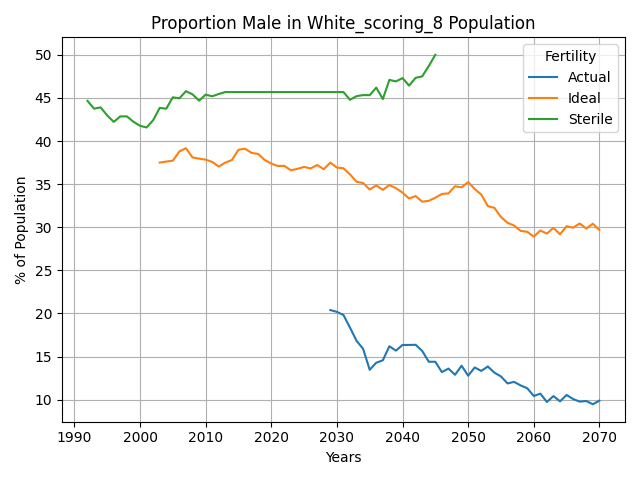 Proportion Male in White_scoring_8 Population
Fertility
Actual
Ideal
Sterile
% of Population
50
45
40
35
30
25
20
15
10
1990 2000 2010 2020 2030 2040 2050 2060 2070
Years